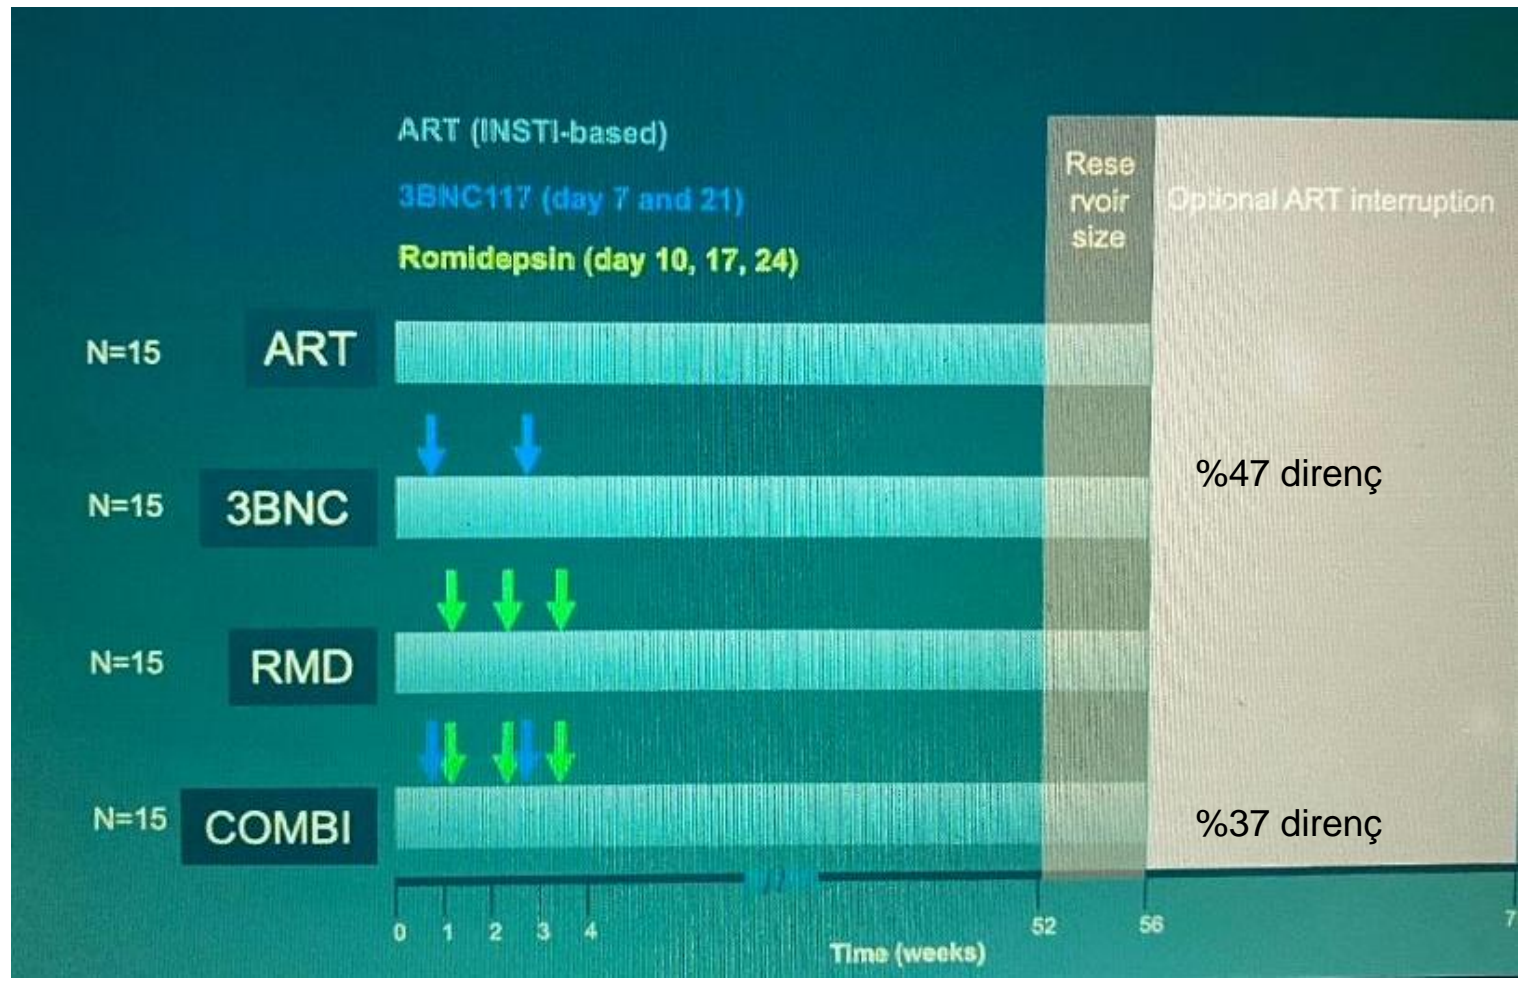 ART (INSTI-based)
3BNC117 (day 7 and 21)
Romidepsin (day 10, 17, 24)
Rese
rvoir
size
Optional ART interruption
N=15
ART
N=15
3BNC
%47 direnç
N=15
RMD
N=15
COMBI
%37 direnç
0 1 2 3 4 52 56 7
Time (weeks)